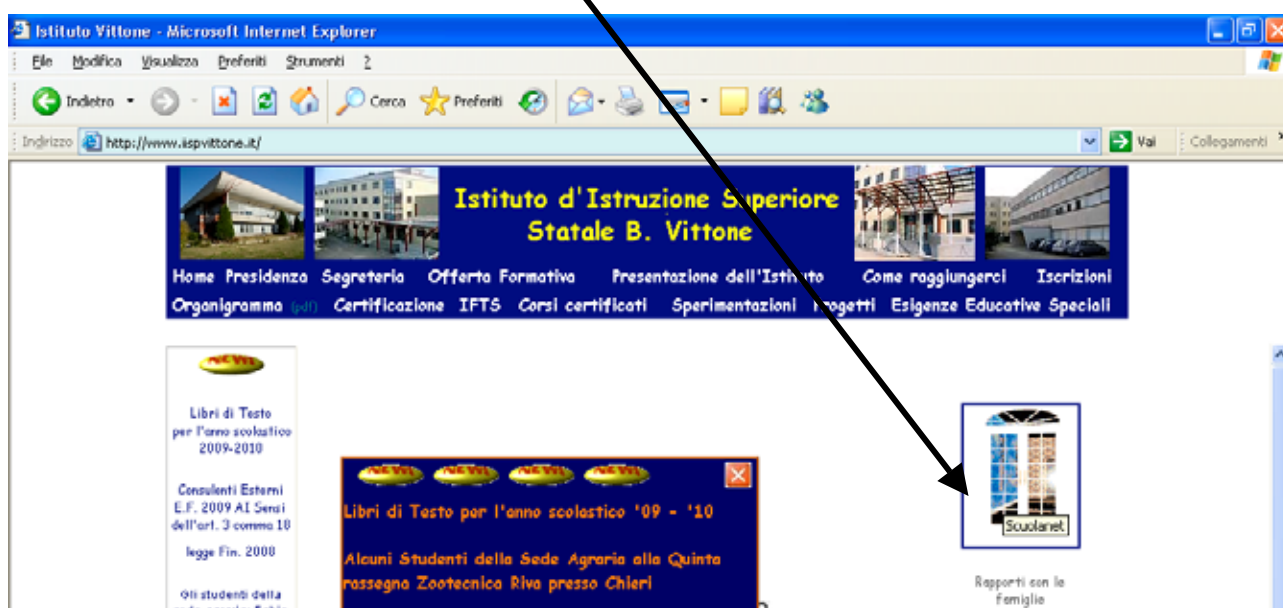 Istituto Vittone - Microsoft Internet Explorer
File Modifica Visualizza Preferiti Strumenti ?
Indietro Cerca Preferiti
Indirizzo http://www.iispvittone.it/ Vai Collegamenti
Istituto d'Istruzione Superiore
Statale B. Vittone
Home Presidenza Segreteria Offerta Formativa Presentazione dell'Istituto Come raggiungerci Iscrizioni
Organigramma (pdf) Certificazione IFTS Corsi certificati Sperimentazioni Progetti Esigenze Educative Speciali
NEW!
Libri di Testo
per l'anno scolastico
2009-2010
Consulenti Esterni
E.F. 2009 AI Sensi
dell'art. 3 comma 18
legge Fin. 2008
Gli studenti della
NEW! NEW! NEW! NEW!
Libri di Testo per l'anno scolastico '09 - '10
Alcuni Studenti della Sede Agraria alla Quinta
rassegna Zootecnica Riva presso Chieri
Scuolanet
Rapporti con le
famiglie